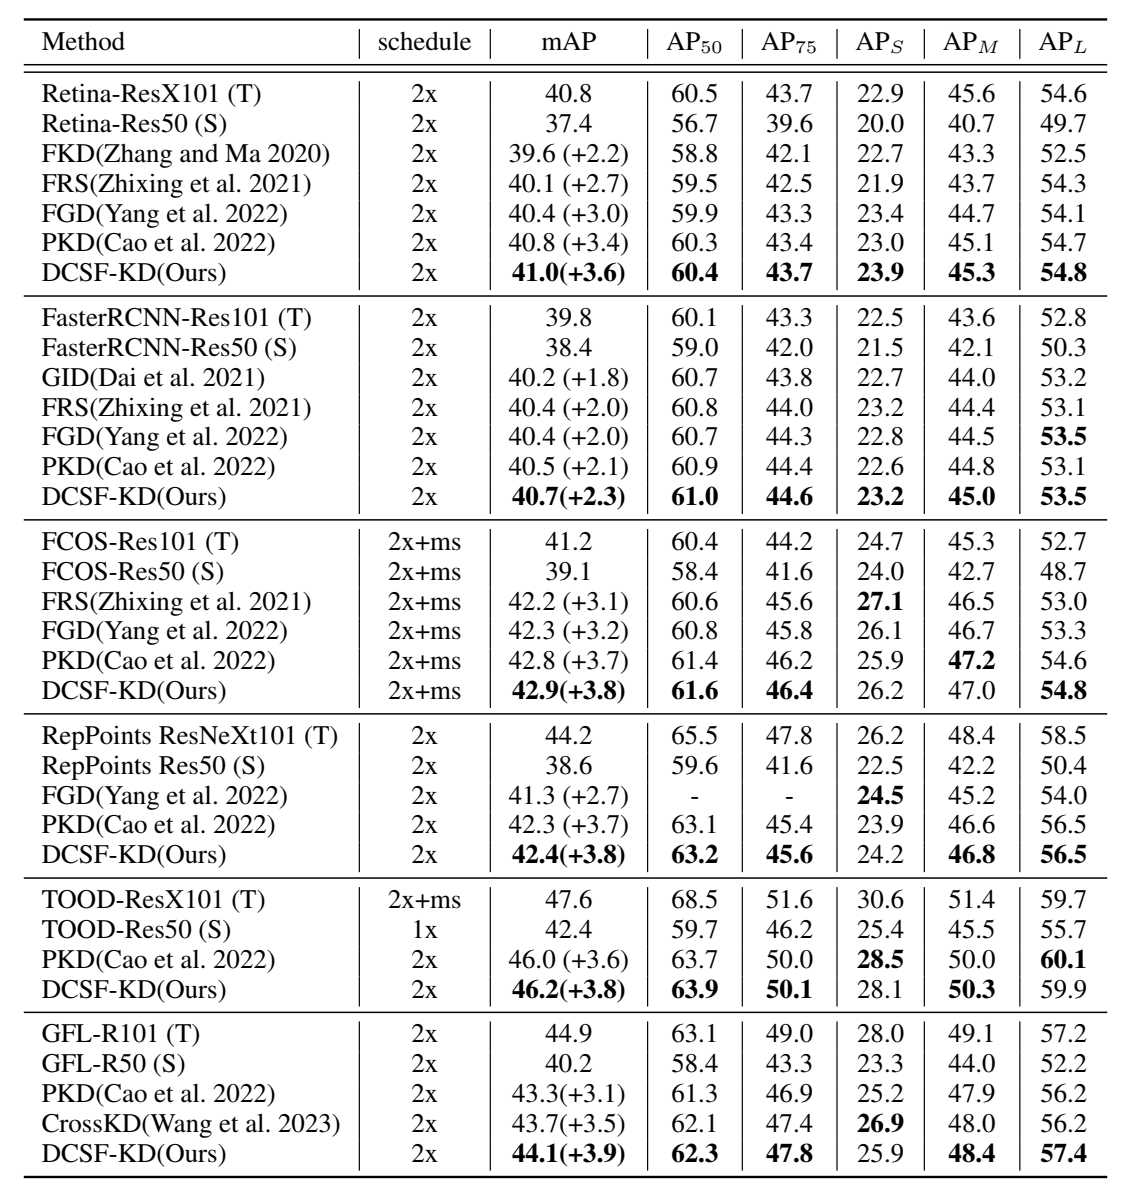 Method schedule mAP AP50 AP75 APS APM APL
Retina-ResX101 (T) 2x 40.8 60.5 43.7 22.9 45.6 54.6
Retina-Res50 (S) 2x 37.4 56.7 39.6 20.0 40.7 49.7
FKD(Zhang and Ma 2020) 2x 39.6 (+2.2) 58.8 42.1 22.7 43.3 52.5
FRS(Zhixing et al. 2021) 2x 40.1 (+2.7) 59.5 42.5 21.9 43.7 54.3
FGD(Yang et al. 2022) 2x 40.4 (+3.0) 59.9 43.3 23.4 44.7 54.1
PKD(Cao et al. 2022) 2x 40.8 (+3.4) 60.3 43.4 23.0 45.1 54.7
DCSF-KD(Ours) 2x 41.0(+3.6) 60.4 43.7 23.9 45.3 54.8
FasterRCNN-Res101 (T) 2x 39.8 60.1 43.3 22.5 43.6 52.8
FasterRCNN-Res50 (S) 2x 38.4 59.0 42.0 21.5 42.1 50.3
GID(Dai et al. 2021) 2x 40.2 (+1.8) 60.7 43.8 22.7 44.0 53.2
FRS(Zhixing et al. 2021) 2x 40.4 (+2.0) 60.8 44.0 23.2 44.4 53.1
FGD(Yang et al. 2022) 2x 40.4 (+2.0) 60.7 44.3 22.8 44.5 53.5
PKD(Cao et al. 2022) 2x 40.5 (+2.1) 60.9 44.4 22.6 44.8 53.1
DCSF-KD(Ours) 2x 40.7(+2.3) 61.0 44.6 23.2 45.0 53.5
FCOS-Res101 (T) 2x+ms 41.2 60.4 44.2 24.7 45.3 52.7
FCOS-Res50 (S) 2x+ms 39.1 58.4 41.6 24.0 42.7 48.7
FRS(Zhixing et al. 2021) 2x+ms 42.2 (+3.1) 60.6 45.6 27.1 46.5 53.0
FGD(Yang et al. 2022) 2x+ms 42.3 (+3.2) 60.8 45.8 26.1 46.7 53.3
PKD(Cao et al. 2022) 2x+ms 42.8 (+3.7) 61.4 46.2 25.9 47.2 54.6
DCSF-KD(Ours) 2x+ms 42.9(+3.8) 61.6 46.4 26.2 47.0 54.8
RepPoints ResNeXt101 (T) 2x 44.2 65.5 47.8 26.2 48.4 58.5
RepPoints Res50 (S) 2x 38.6 59.6 41.6 22.5 42.2 50.4
FGD(Yang et al. 2022) 2x 41.3 (+2.7) - - 24.5 45.2 54.0
PKD(Cao et al. 2022) 2x 42.3 (+3.7) 63.1 45.4 23.9 46.6 56.5
DCSF-KD(Ours) 2x 42.4(+3.8) 63.2 45.6 24.2 46.8 56.5
TOOD-ResX101 (T) 2x+ms 47.6 68.5 51.6 30.6 51.4 59.7
TOOD-Res50 (S) 1x 42.4 59.7 46.2 25.4 45.5 55.7
PKD(Cao et al. 2022) 2x 46.0 (+3.6) 63.7 50.0 28.5 50.0 60.1
DCSF-KD(Ours) 2x 46.2(+3.8) 63.9 50.1 28.1 50.3 59.9
GFL-R101 (T) 2x 44.9 63.1 49.0 28.0 49.1 57.2
GFL-R50 (S) 2x 40.2 58.4 43.3 23.3 44.0 52.2
PKD(Cao et al. 2022) 2x 43.3(+3.1) 61.3 46.9 25.2 47.9 56.2
CrossKD(Wang et al. 2023) 2x 43.7(+3.5) 62.1 47.4 26.9 48.0 56.2
DCSF-KD(Ours) 2x 44.1(+3.9) 62.3 47.8 25.9 48.4 57.4